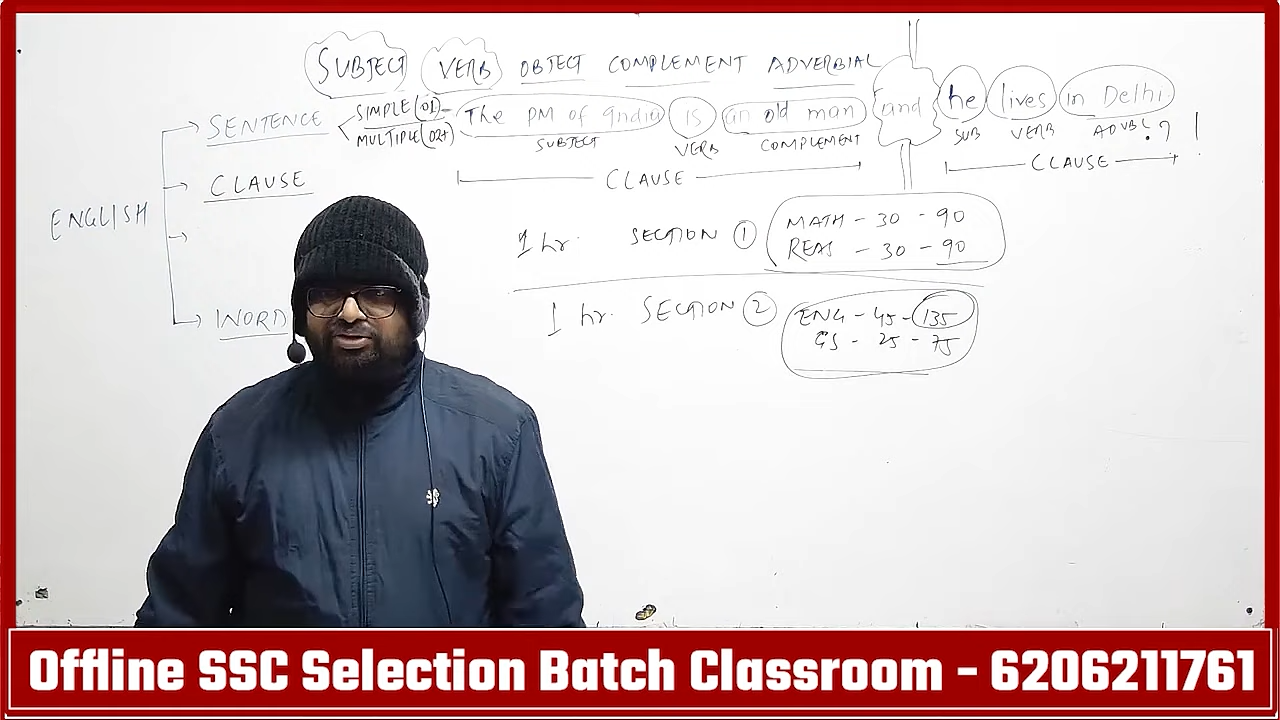 SUBJECT VERB OBJECT COMPLEMENT ADVERBIAL
ENGLISH
SENTENCE
SIMPLE (01)
MULTIPLE (02+)
The PM of India is an old man and he lives in Delhi . ? !
SUBJECT VERB COMPLEMENT SUB VERB ADVBL
CLAUSE CLAUSE
CLAUSE
WORD
1 hr. SECTION 1 MATH - 30 - 90
REAS - 30 - 90
1 hr. SECTION 2 ENG - 45 - 135
GS - 25 - 75
Offline SSC Selection Batch Classroom - 6206211761